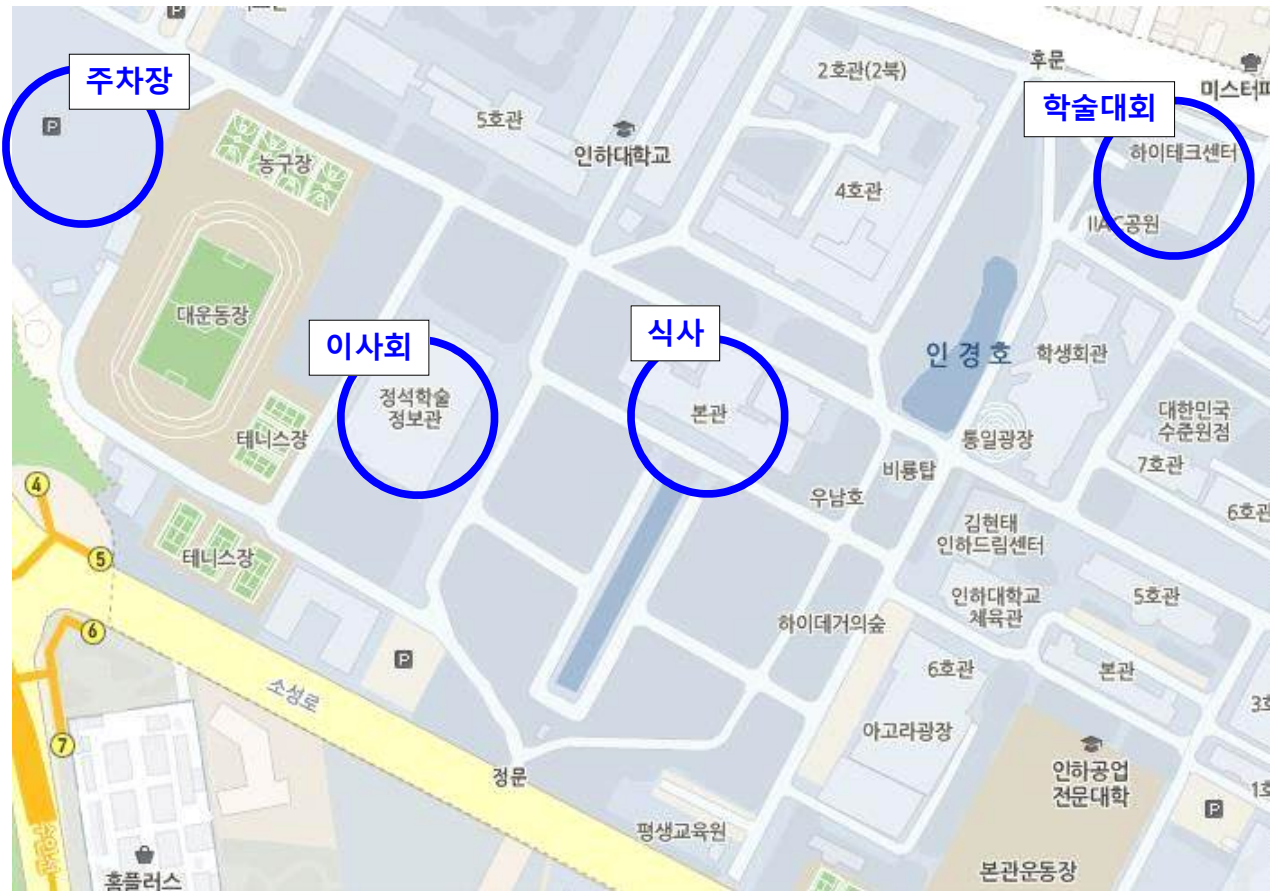 후문
2호관(2북)
미스터피
주차장
P
학술대회
5호관
인하대학교
하이테크센터
농구장
4호관
IIAC공원
대운동장
이사회
식사
인경호
학생회관
정석학술
정보관
본관
대한민국
수준원점
테니스장
통일광장
7호관
비룡탑
우남호
6호관
4
김현태
인하드림센터
5
테니스장
인하대학교
체육관
5호관
하이데거의숲
6
P
6호관
본관
소성로
3호
아고라광장
7
정문
인하공업
전문대학
1호
P
평생교육원
본관운동장
홈플러스